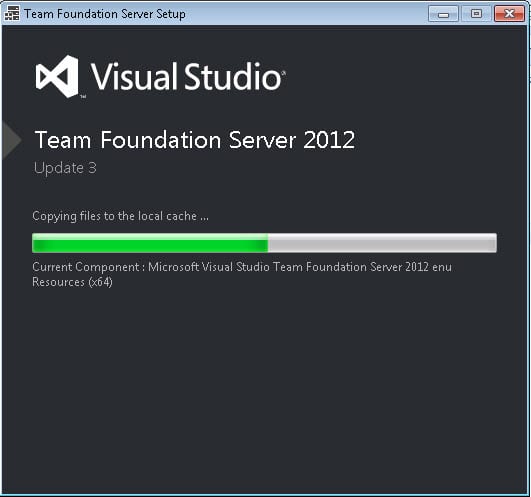 Team Foundation Server Setup
Visual Studio®
™
Team Foundation Server 2012
Update 3
Copying files to the local cache ...
Current Component : Microsoft Visual Studio Team Foundation Server 2012 enu
Resources (x64)